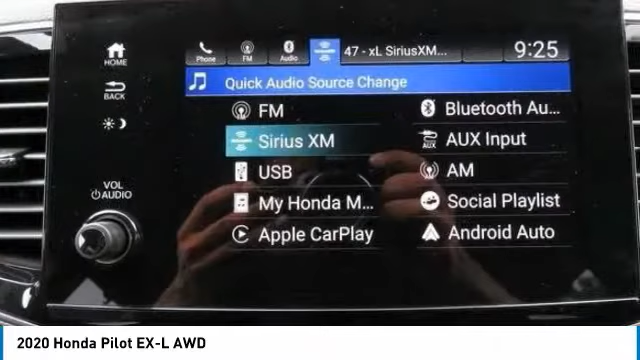 HOME
BACK
VOL
AUDIO
Phone
FM
Audio
47 - xL SiriusXM...
9:25
Quick Audio Source Change
FM
Bluetooth Au...
Sirius XM
AUX
AUX Input
USB
AM
My Honda M...
Social Playlist
Apple CarPlay
Android Auto
2020 Honda Pilot EX-L AWD